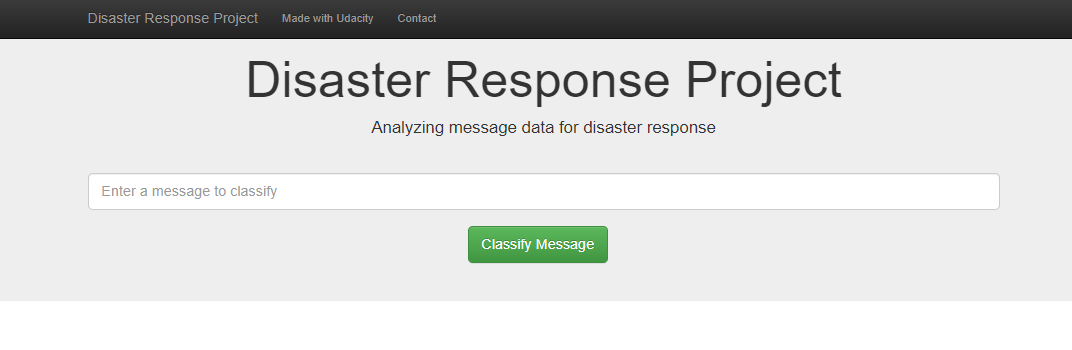 Disaster Response Project Made with Udacity Contact
Disaster Response Project
Analyzing message data for disaster response
Enter a message to classify
Classify Message